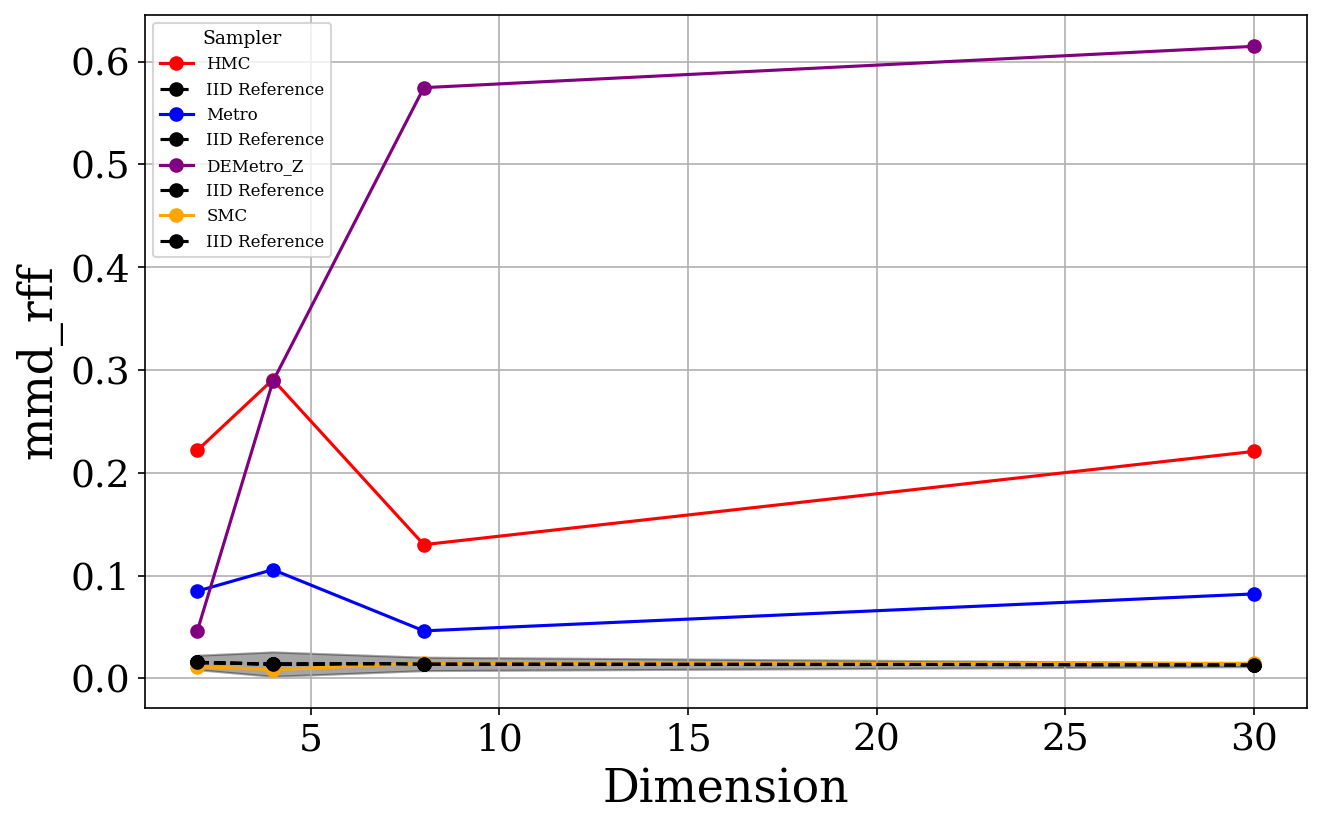 Sampler
HMC
IID Reference
Metro
IID Reference
DEMetro_Z
IID Reference
SMC
IID Reference
0.6
0.5
0.4
0.3
0.2
0.1
0.0
mmd_rff
5 10 15 20 25 30
Dimension